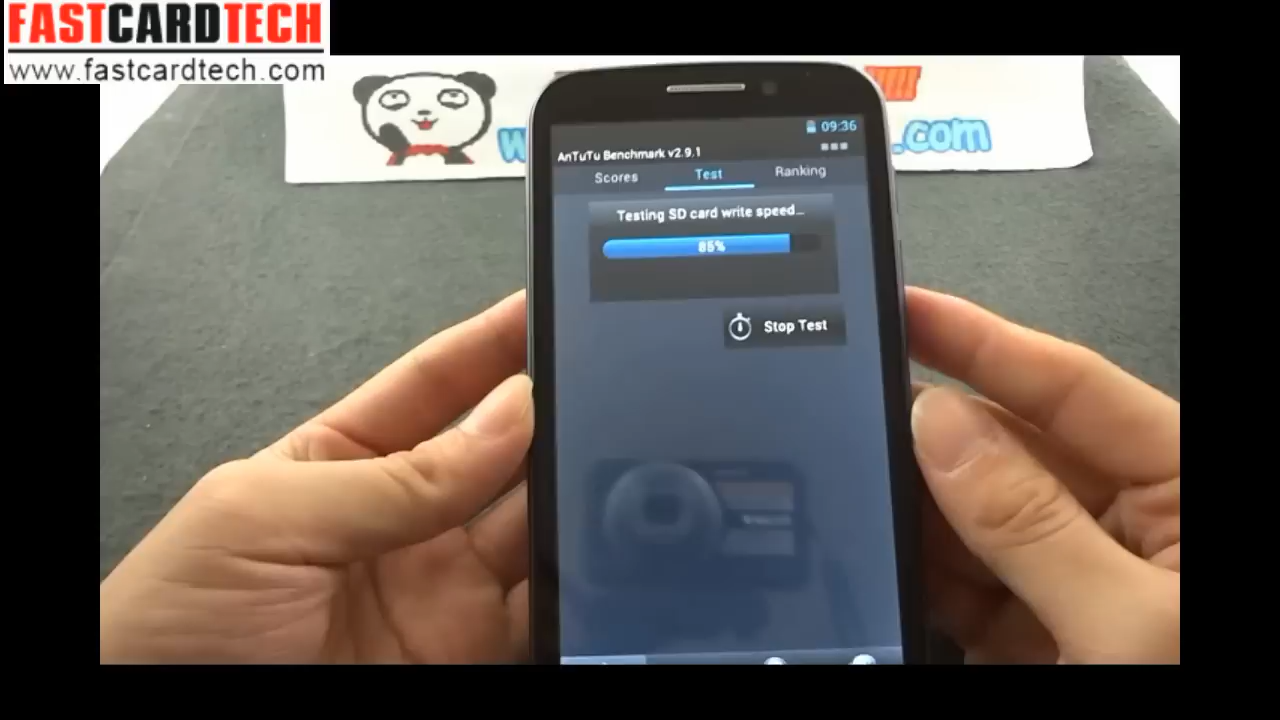 FASTCARDTECH
www.fastcardtech.com
.com
09:36
AnTuTu Benchmark v2.9.1
Scores Test Ranking
Testing SD card write speed...
85%
Stop Test